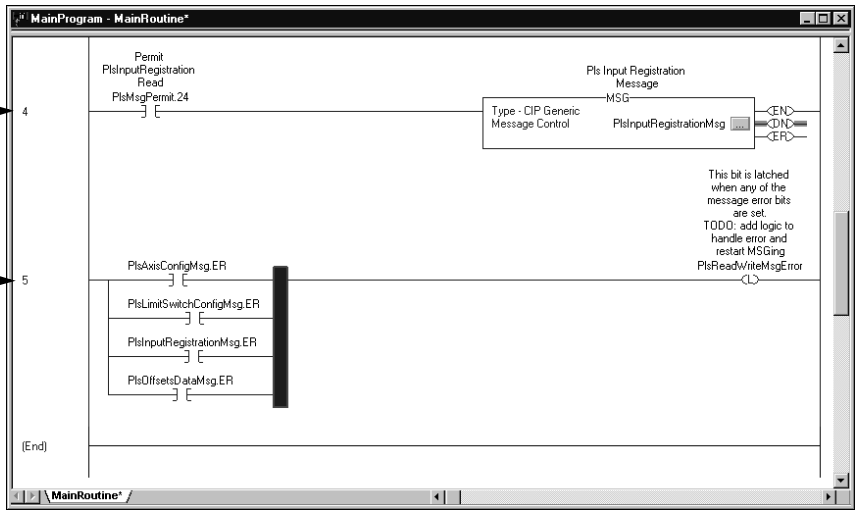 MainProgram - MainRoutine*
Permit
PlsInputRegistration
Read
PlsMsgPermit.24
4
Pls Input Registration
Message
MSG
Type - CIP Generic
Message Control PlsInputRegistrationMsg ...
EN
DN
ER
This bit is latched
when any of the
message error bits
are set.
TODO: add logic to
handle error and
restart MSGing
PlsReadWriteMsgError
L
5
PlsAxisConfigMsg.ER
PlsLimitSwitchConfigMsg.ER
PlsInputRegistrationMsg.ER
PlsOffsetsDataMsg.ER
(End)
MainRoutine*